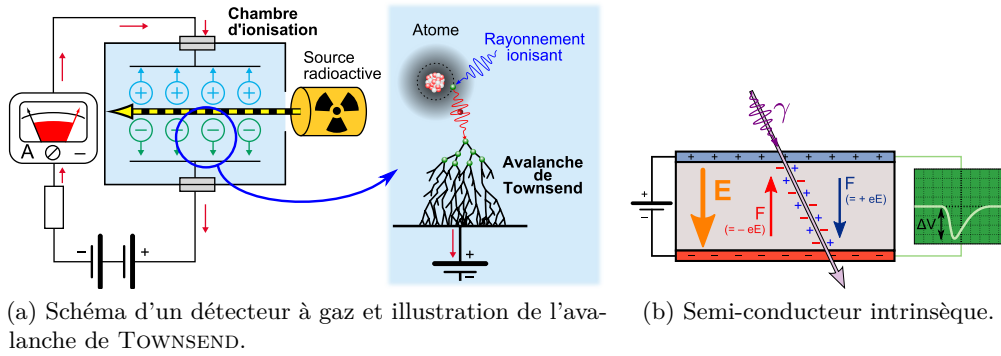 Chambre
d'ionisation
Source
radioactive
A
−
− +
Atome
Rayonnement
ionisant
Avalanche
de
Townsend
+
−
γ
+ + + + + + + + + +
+
−
E
F
(= − eE)
F
(= + eE)
− − − − − − − − − −
ΔV
(a) Schéma d'un détecteur à gaz et illustration de l'ava-
lanche de TOWNSEND.
(b) Semi-conducteur intrinsèque.